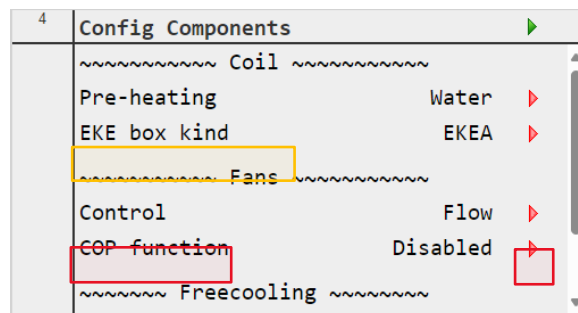 4
Config Components
~~~~~~~~~~~ Coil ~~~~~~~~~~~
Pre-heating Water
EKE box kind EKEA
~~~~~~~~~~~ Fans ~~~~~~~~~~~
Control Flow
COP function Disabled
~~~~~~~ Freecooling ~~~~~~~~